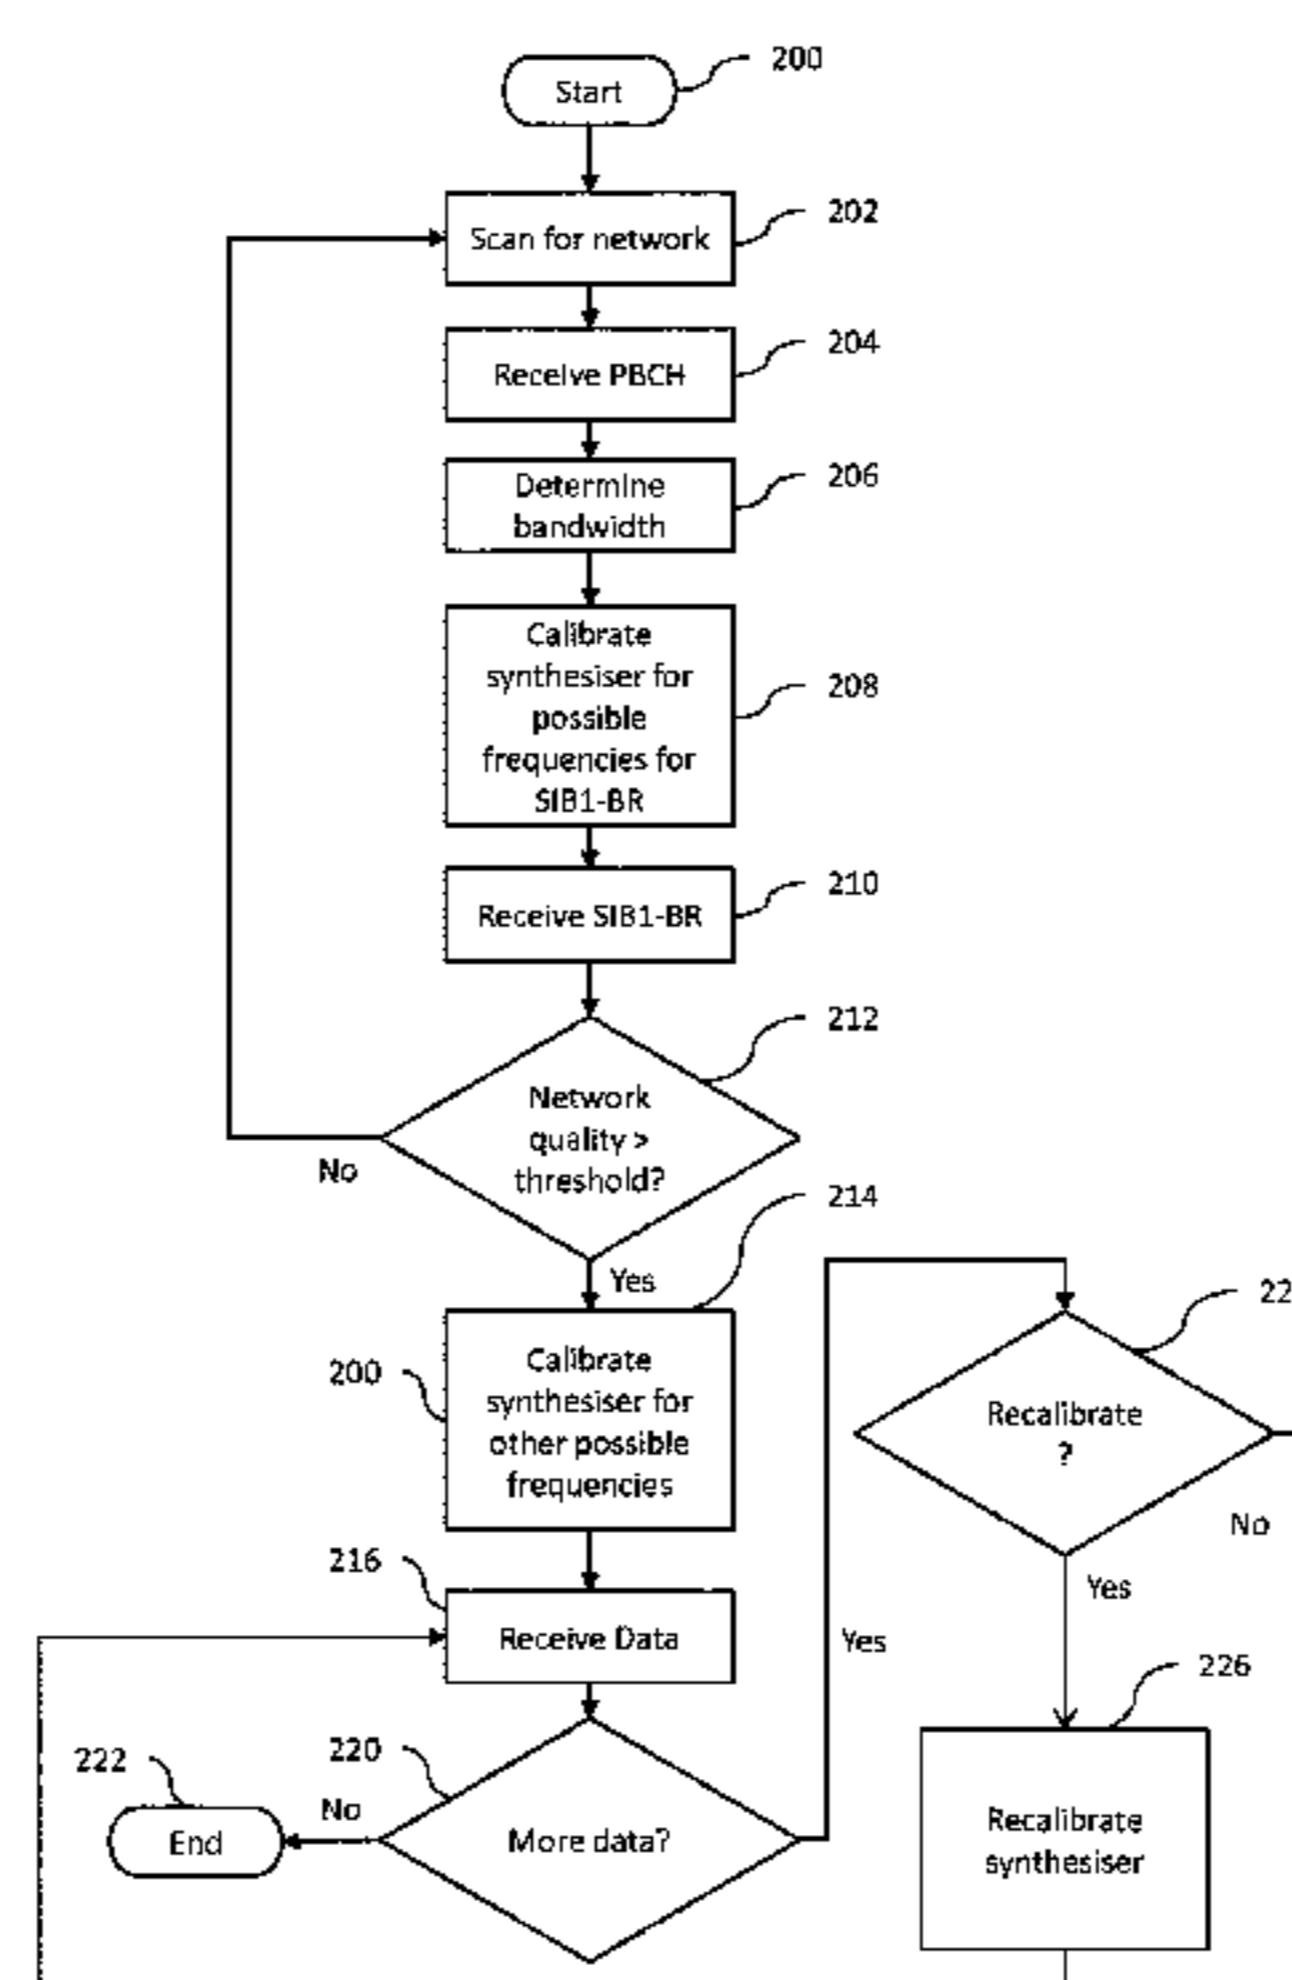 Start
200
Scan for network
202
Receive PBCH
204
Determine
bandwidth
206
Calibrate
synthesiser for
possible
frequencies for
SIB1-BR
208
Receive SIB1-BR
210
Network
quality >
threshold?
212
No
Yes
214
Calibrate
synthesiser for
other possible
frequencies
200
22
Recalibrate
?
No
Yes
216
Receive Data
Yes
226
Recalibrate
synthesiser
222
End
No
220
More data?